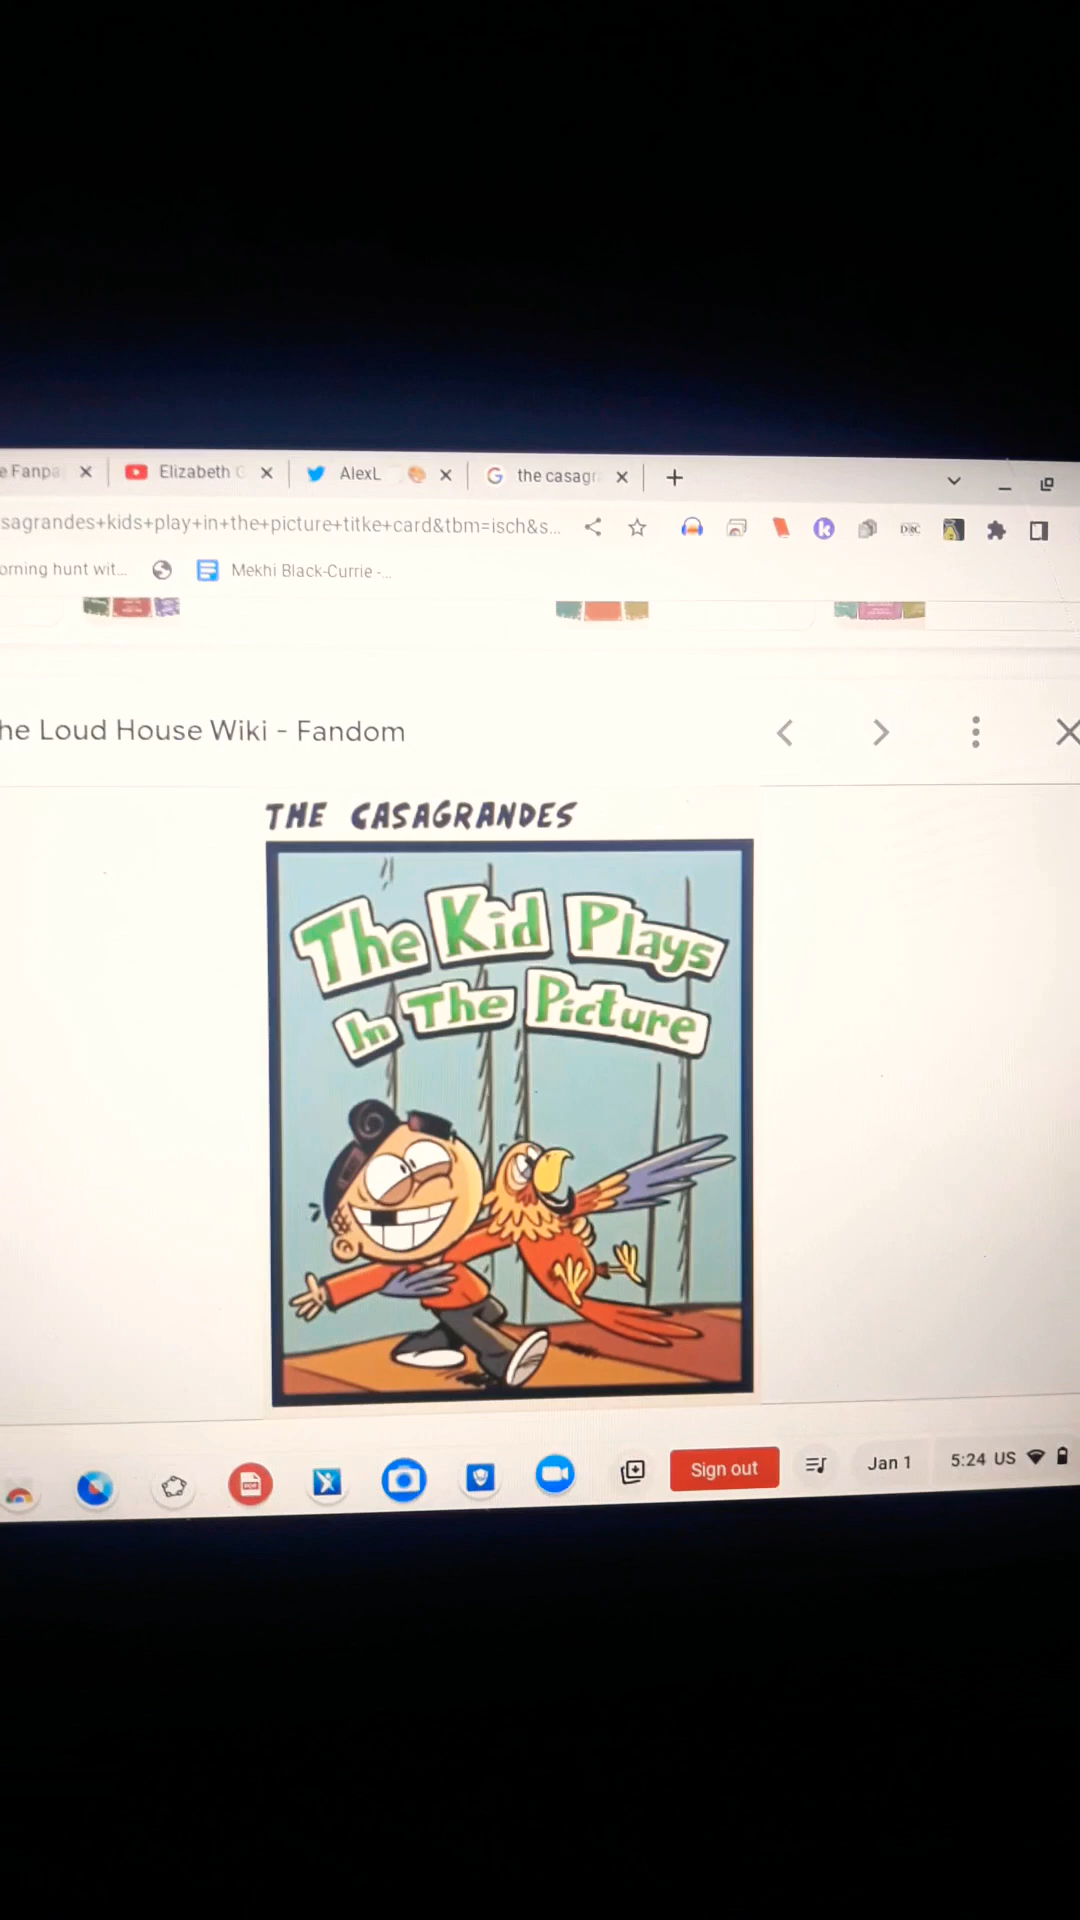 e Fanpa
Elizabeth G
AlexL
the casagr
sagrandes+kids+play+in+the+picture+titke+card&tbm=isch&s...
DRC
orning hunt wit...
Mekhi Black-Currie -...
he Loud House Wiki - Fandom
THE CASAGRANDES
The Kid Plays
In The Picture
Sign out
Jan 1
5:24 US